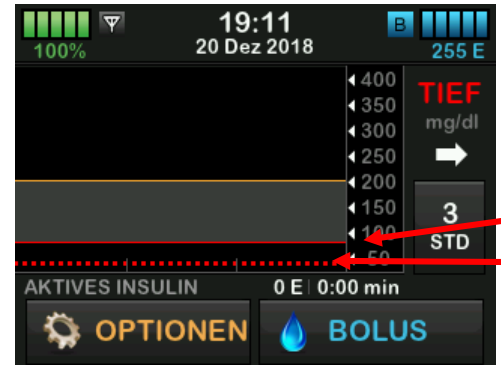 19:11
B
100%
20 Dez 2018
255 E
400
TIEF
350
mg/dl
300
250
200
150
3
100
STD
50
AKTIVES INSULIN
0 E | 0:00 min
OPTIONEN
BOLUS